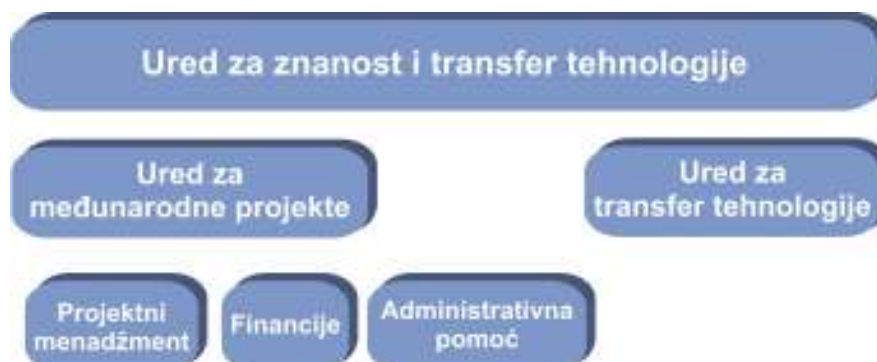 Ured za znanost i transfer tehnologije
Ured za
međunarodne projekte
Ured za
transfer tehnologije
Projektni
menadžment
Financije
Administrativna
pomoć